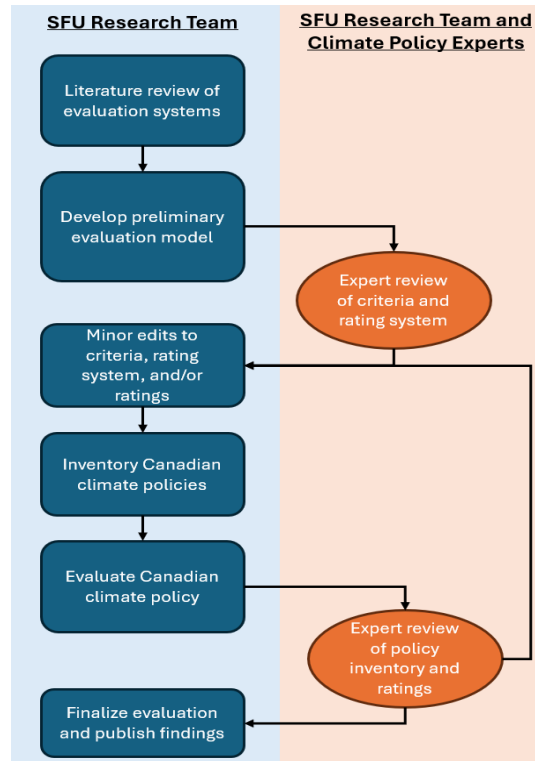 SFU Research Team
SFU Research Team and
Climate Policy Experts
Literature review of
evaluation systems
Develop preliminary
evaluation model
Expert review
of criteria and
rating system
Minor edits to
criteria, rating
system, and/or
ratings
Inventory Canadian
climate policies
Evaluate Canadian
climate policy
Expert review
of policy
inventory and
ratings
Finalize evaluation
and publish findings